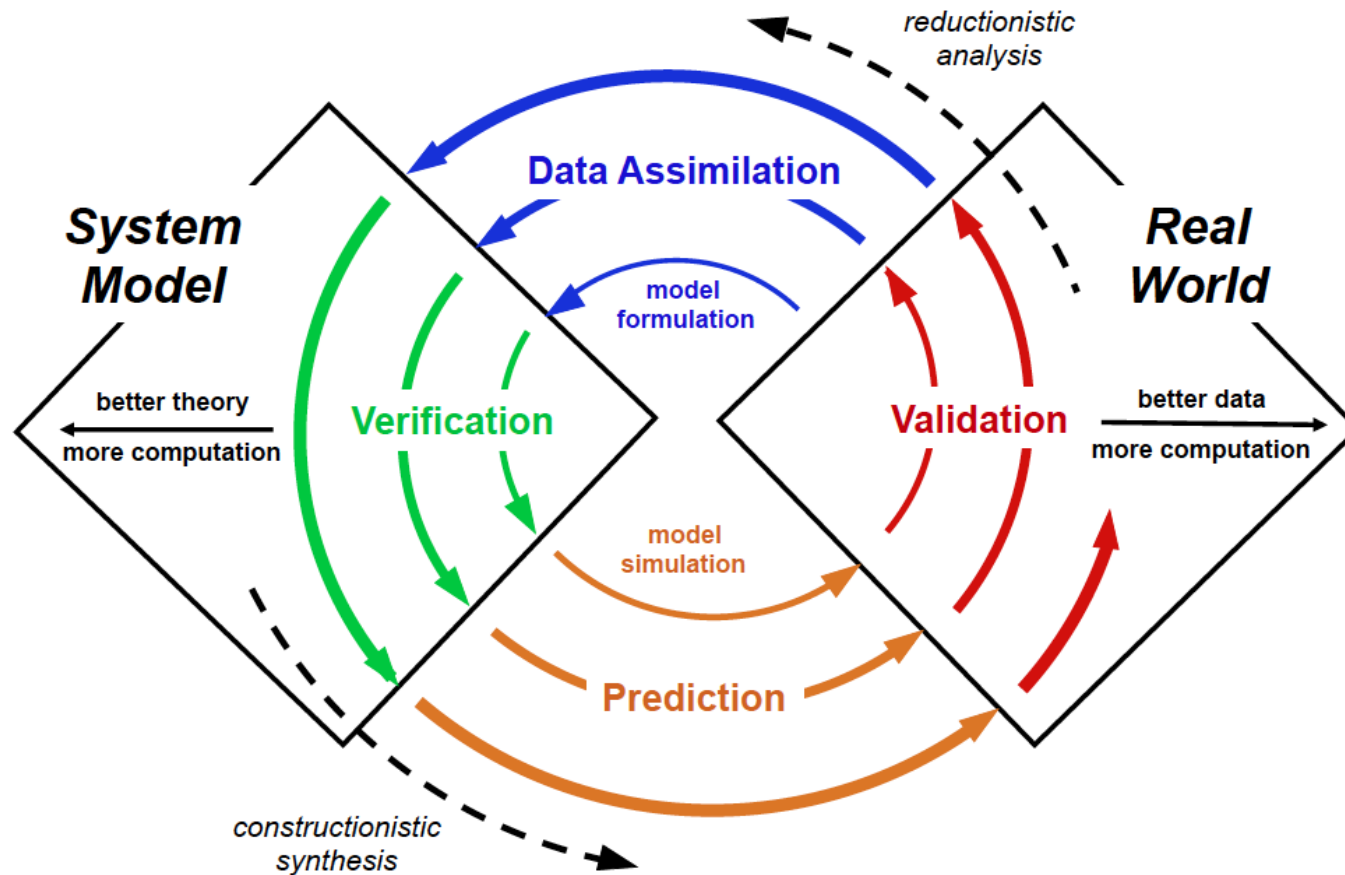 reductionistic
analysis
Data Assimilation
System
Model
Real
World
model
formulation
better theory
more computation
Verification
Validation
better data
more computation
model
simulation
Prediction
constructionistic
synthesis